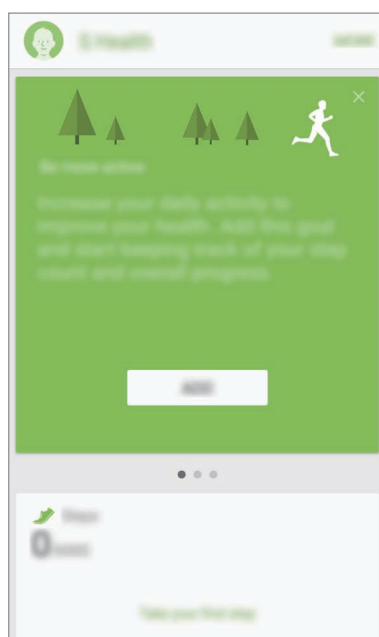 S Health
MORE
Be more active
Increase your daily activity to
improve your health. Add this goal
and start keeping track of your step
count and overall progress.
ADD
Steps
0
Take your first step